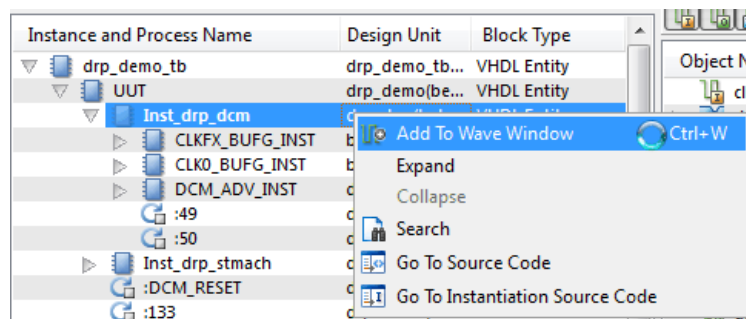 Instance and Process Name Design Unit Block Type
Object N
drp_demo_tb drp_demo_tb... VHDL Entity
UUT drp_demo(be... VHDL Entity
Inst_drp_dcm
CLKFX_BUFG_INST
CLK0_BUFG_INST
DCM_ADV_INST
:49
:50
Inst_drp_stmach
:DCM_RESET
:133
Add To Wave Window Ctrl+W
Expand
Collapse
Search
Go To Source Code
Go To Instantiation Source Code